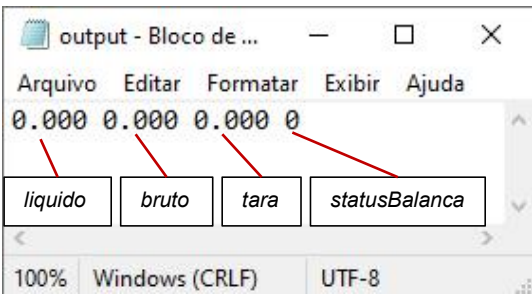 output - Bloco de ...
Arquivo Editar Formatar Exibir Ajuda
0.000 0.000 0.000 0
liquido bruto tara statusBalanca
100% Windows (CRLF) UTF-8